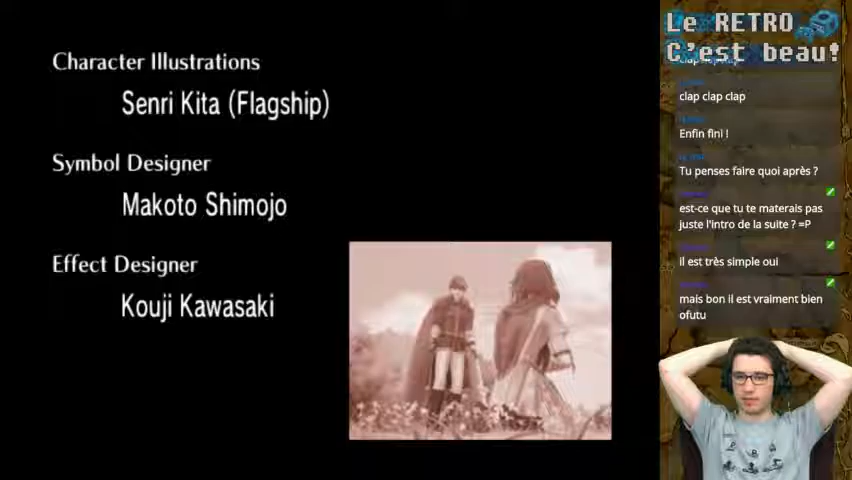 Character Illustrations
Senri Kita (Flagship)
Symbol Designer
Makoto Shimojo
Effect Designer
Kouji Kawasaki
Le RETRO
C'est beau!
clap clap clap
Enfin fini !
Tu penses faire quoi après ?
est-ce que tu te materais pas
juste l'intro de la suite ? =P
il est très simple oui
mais bon il est vraiment bien
ofutu